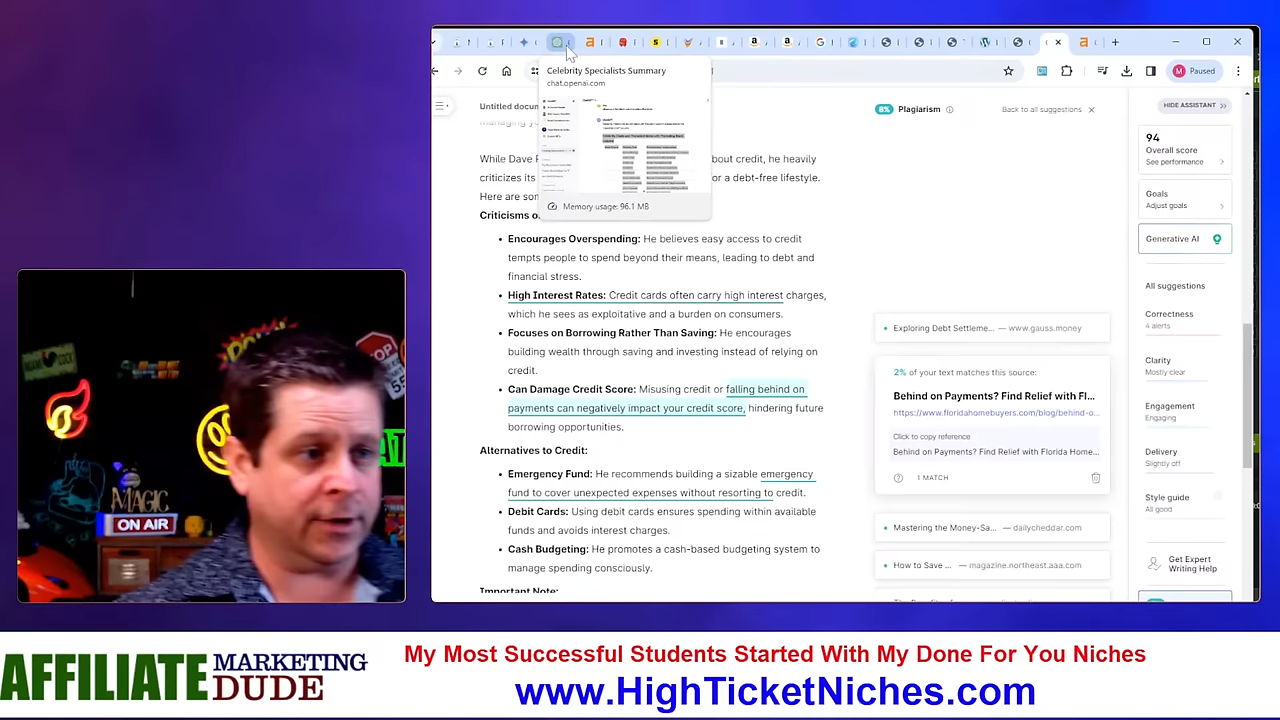 Celebrity Specialists Summary
chat.openai.com
Memory usage: 96.1 MB
M Paused
Untitled docum
Plagiarism
8%
Back to all suggestions
HIDE ASSISTANT
94
Overall score
See performa
Goals
Adjust goals
Generative AI
All suggestions
Correctness
4 alerts
Clarity
Mostly clear
Engagement
Engaging
Delivery
Slightly off
Style guide
All good
Get Expert
Writing Help
While Dave
bout credit, he heavily
criticizes its
or a debt-free lifestyle.
Here are son
Criticisms o
• Encourages Overspending: He believes easy access to credit
tempts people to spend beyond their means, leading to debt and
financial stress.
• High Interest Rates: Credit cards often carry high interest charges,
which he sees as exploitative and a burden on consumers.
• Focuses on Borrowing Rather Than Saving: He encourages
building wealth through saving and investing instead of relying on
credit.
• Can Damage Credit Score: Misusing credit or falling behind on
payments can negatively impact your credit score, hindering future
borrowing opportunities.
Alternatives to Credit:
• Emergency Fund: He recommends building a sizable emergency
fund to cover unexpected expenses without resorting to credit.
• Debit Cards: Using debit cards ensures spending within available
funds and avoids interest charges.
• Cash Budgeting: He promotes a cash-based budgeting system to
manage spending consciously.
Important Note:
Exploring Debt Settleme... — www.gauss.money
2% of your text matches this source:
Behind on Payments? Find Relief with Fl...
https://www.floridahomebuyers.com/blog/behind-o...
Click to copy reference
Behind on Payments? Find Relief with Florida Home...
1 MATCH
Mastering the Money-Sa... — dailycheddar.com
How to Save ... — magazine.northeast.aaa.com
STOP
MAGIC
ON AIR
AFFILIATE MARKETING DUDE
My Most Successful Students Started With My Done For You Niches
www.HighTicketNiches.com